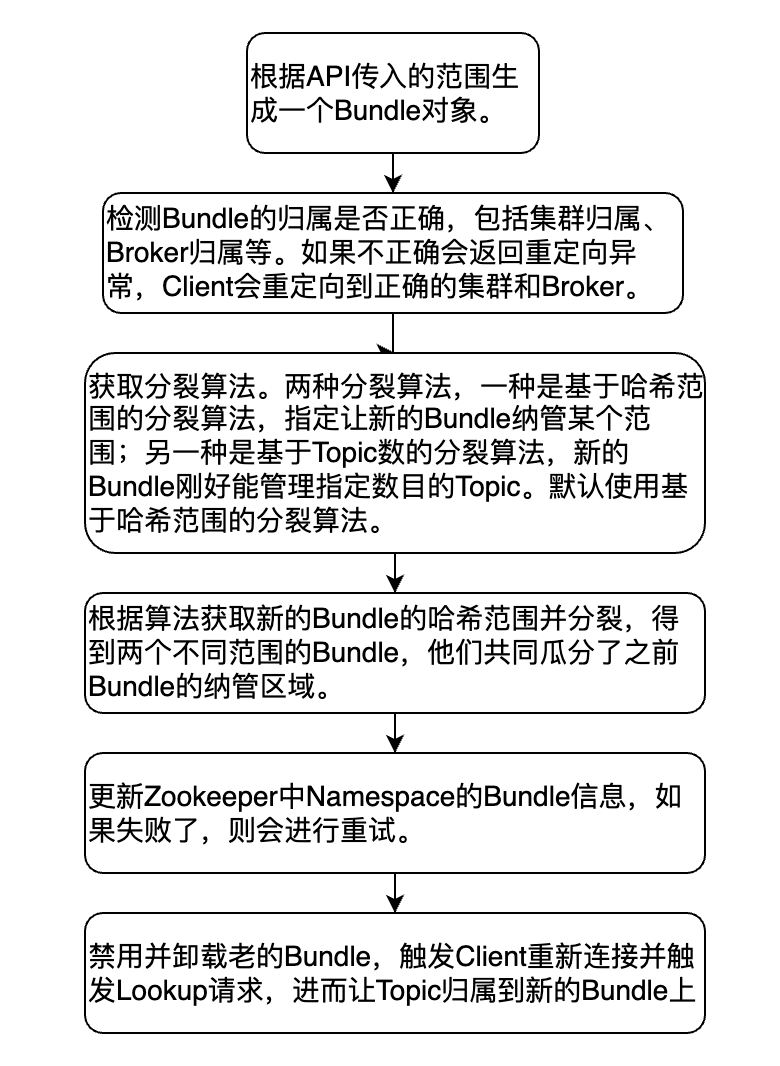 根据API传入的范围生
成一个Bundle对象。
检测Bundle的归属是否正确，包括集群归属、
Broker归属等。如果不正确会返回重定向异
常，Client会重定向到正确的集群和Broker。
获取分裂算法。两种分裂算法，一种是基于哈希范
围的分裂算法，指定让新的Bundle纳管某个范
围；另一种是基于Topic数的分裂算法，新的
Bundle刚好能管理指定数目的Topic。默认使用基
于哈希范围的分裂算法。
根据算法获取新的Bundle的哈希范围并分裂，得
到两个不同范围的Bundle，他们共同瓜分了之前
Bundle的纳管区域。
更新Zookeeper中Namespace的Bundle信息，如
果失败了，则会进行重试。
禁用并卸载老的Bundle，触发Client重新连接并触
发Lookup请求，进而让Topic归属到新的Bundle上